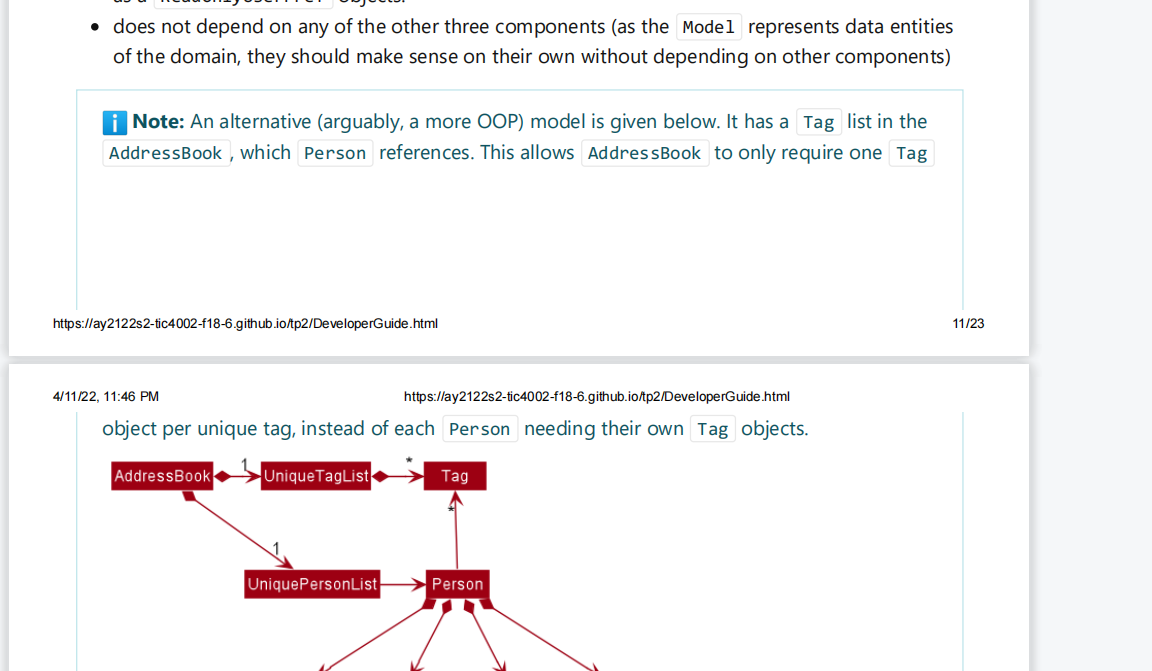 does not depend on any of the other three components (as the Model represents data entities
of the domain, they should make sense on their own without depending on other components)
Note: An alternative (arguably, a more OOP) model is given below. It has a Tag list in the
AddressBook, which Person references. This allows AddressBook to only require one Tag
https://ay2122s2-tic4002-f18-6.github.io/tp2/DeveloperGuide.html 11/23
4/11/22, 11:46 PM https://ay2122s2-tic4002-f18-6.github.io/tp2/DeveloperGuide.html
object per unique tag, instead of each Person needing their own Tag objects.
AddressBook 1 UniqueTagList * Tag
*
1
UniquePersonList Person